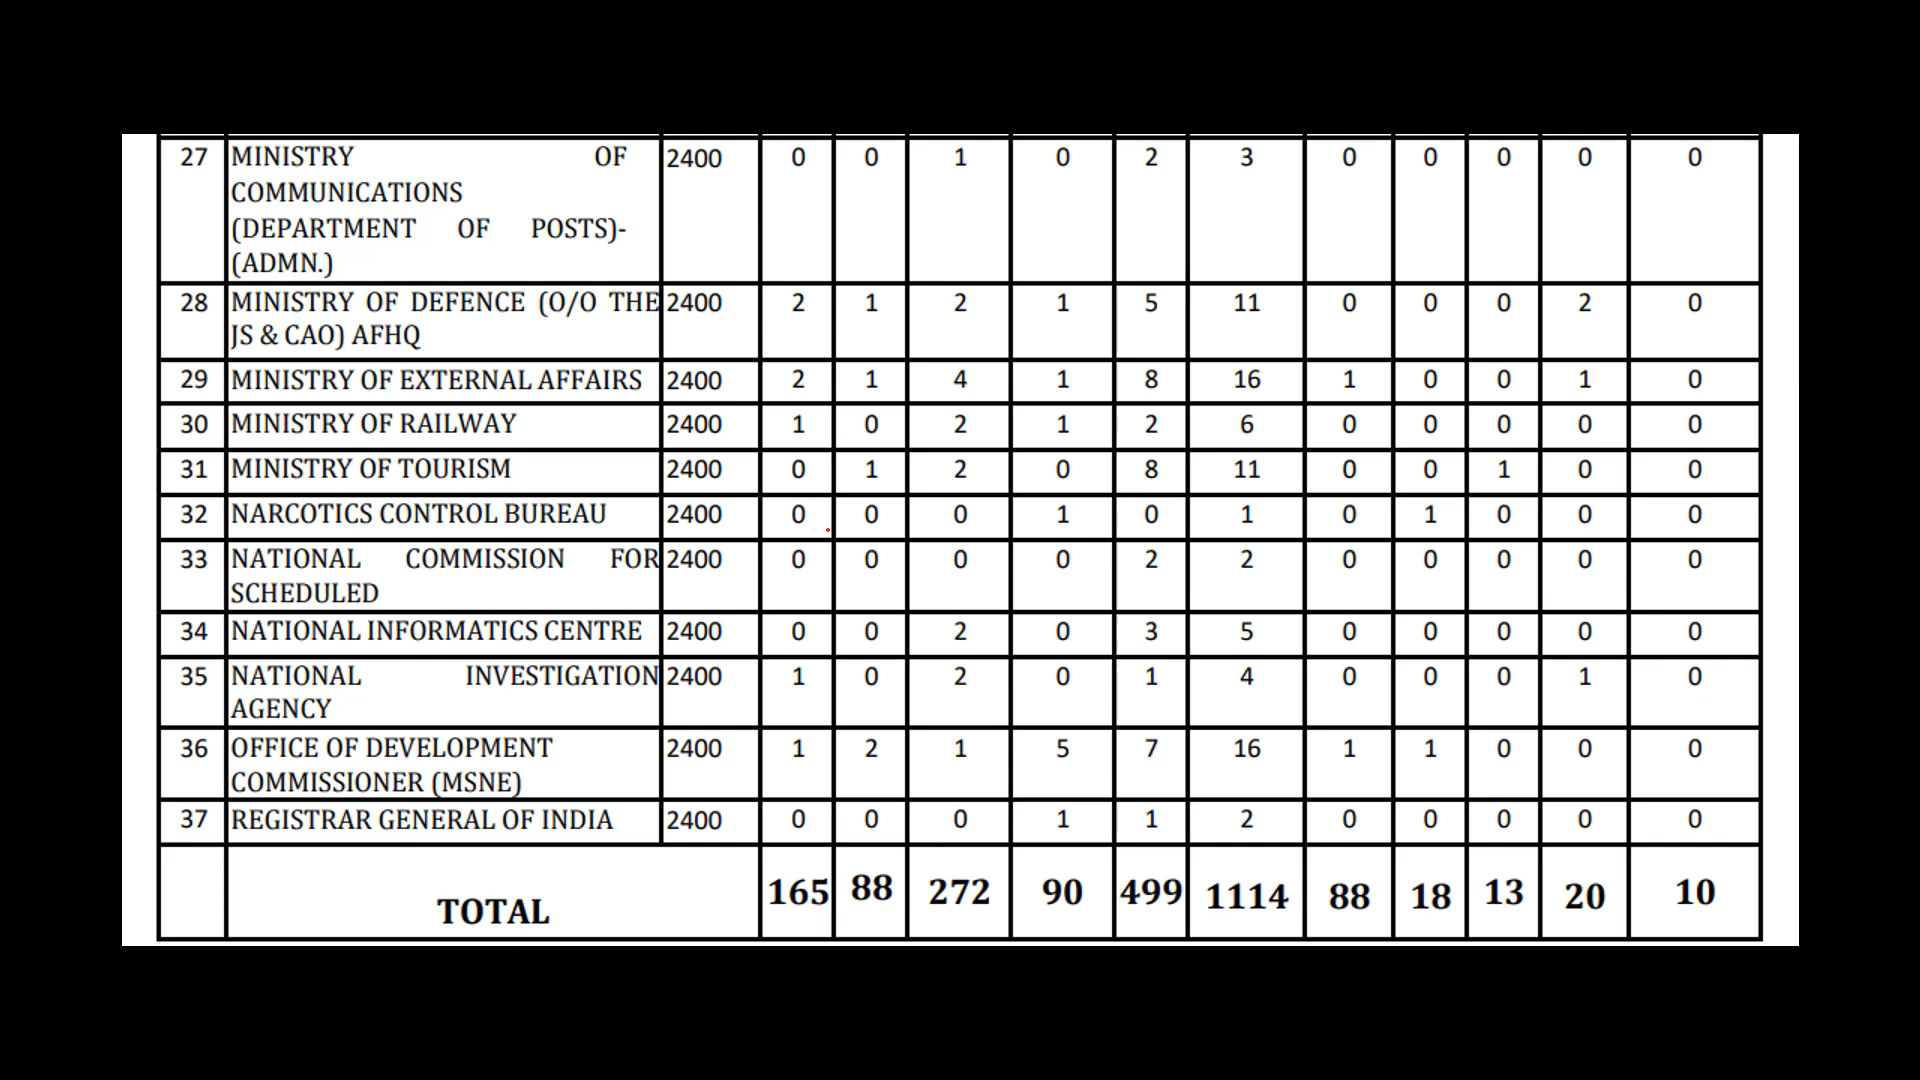 27 MINISTRY OF 2400 0 0 1 0 2 3 0 0 0 0 0
COMMUNICATIONS
(DEPARTMENT OF POSTS)-
(ADMN.)
28 MINISTRY OF DEFENCE (O/O THE 2400 2 1 2 1 5 11 0 0 0 2 0
JS & CAO) AFHQ
29 MINISTRY OF EXTERNAL AFFAIRS 2400 2 1 4 1 8 16 1 0 0 1 0
30 MINISTRY OF RAILWAY 2400 1 0 2 1 2 6 0 0 0 0 0
31 MINISTRY OF TOURISM 2400 0 1 2 0 8 11 0 0 1 0 0
32 NARCOTICS CONTROL BUREAU 2400 0 0 0 1 0 1 0 1 0 0 0
33 NATIONAL COMMISSION FOR 2400 0 0 0 0 2 2 0 0 0 0 0
SCHEDULED
34 NATIONAL INFORMATICS CENTRE 2400 0 0 2 0 3 5 0 0 0 0 0
35 NATIONAL INVESTIGATION 2400 1 0 2 0 1 4 0 0 0 1 0
AGENCY
36 OFFICE OF DEVELOPMENT 2400 1 2 1 5 7 16 1 1 0 0 0
COMMISSIONER (MSNE)
37 REGISTRAR GENERAL OF INDIA 2400 0 0 0 1 1 2 0 0 0 0 0
TOTAL 165 88 272 90 499 1114 88 18 13 20 10